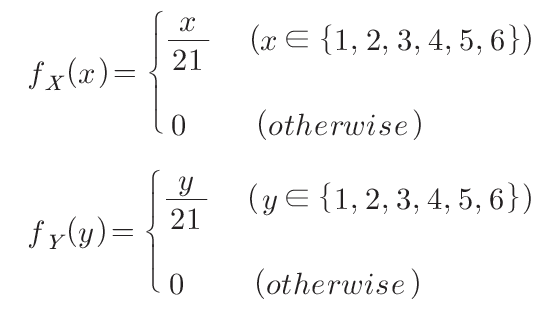 f_X(x) = { x/21 (x ∈ {1, 2, 3, 4, 5, 6})
0 (otherwise)
f_Y(y) = { y/21 (y ∈ {1, 2, 3, 4, 5, 6})
0 (otherwise)